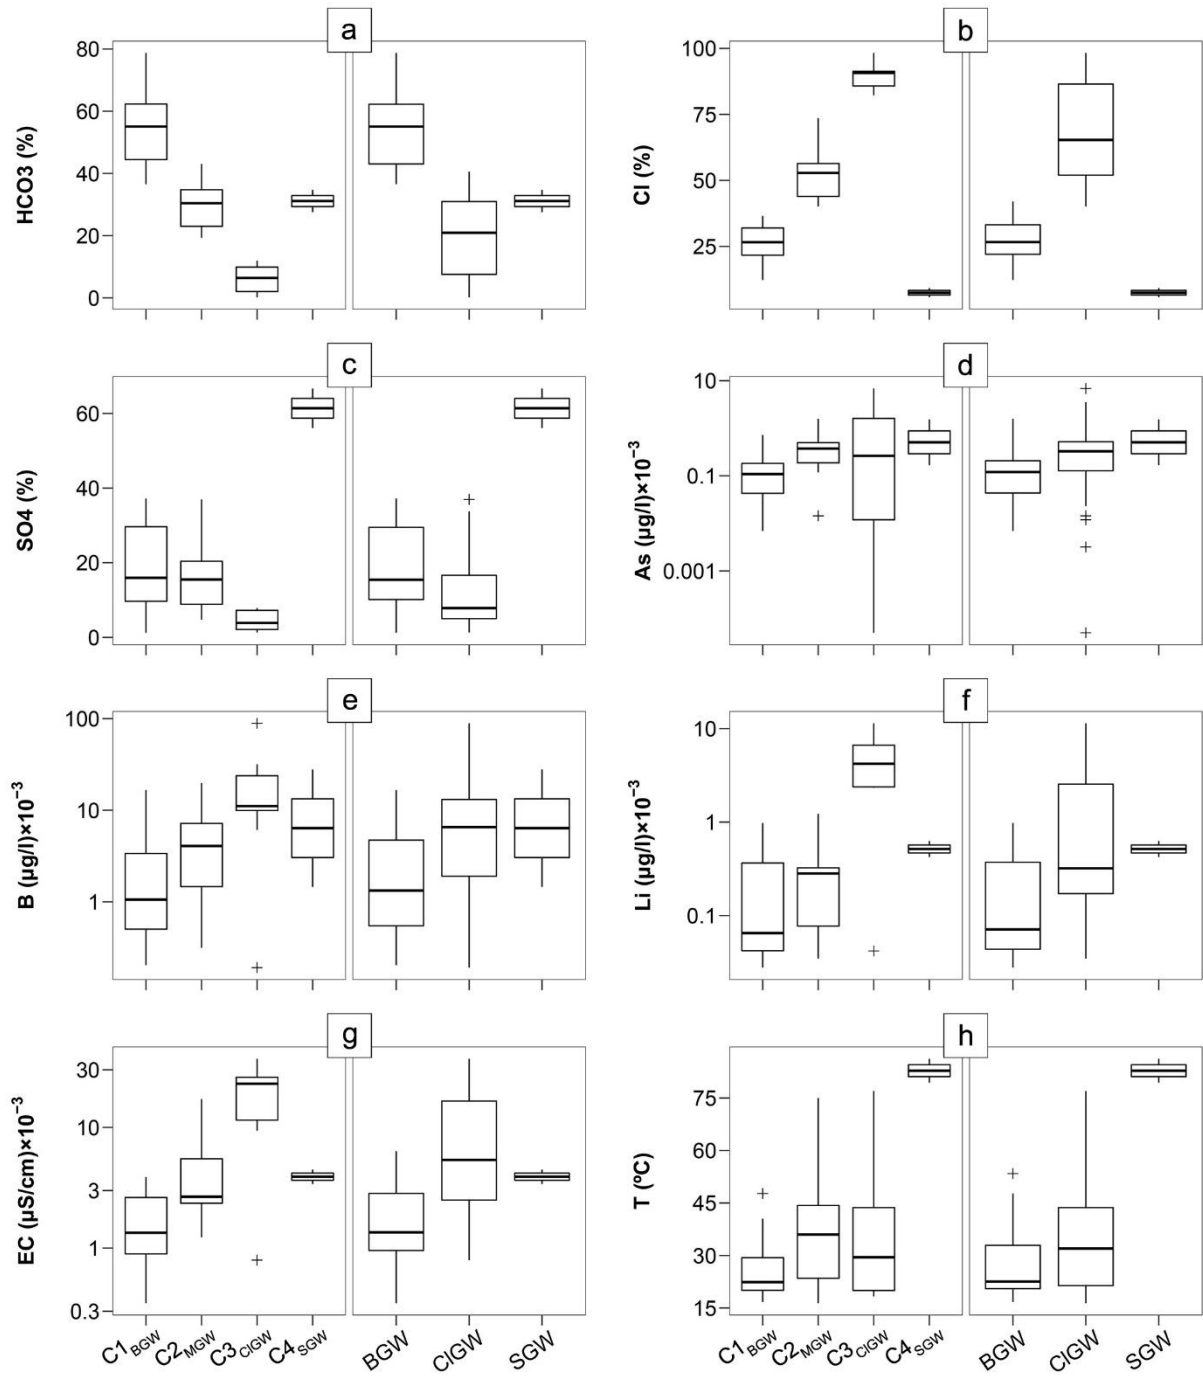 a
b
80
60
40
20
0
HCO3 (%)
100
75
50
25
Cl (%)
c
d
60
40
20
0
SO4 (%)
10
0.1
0.001
As (µg/l)×10⁻³
e
f
100
10
1
B (µg/l)×10⁻³
10
1
0.1
Li (µg/l)×10⁻³
g
h
30
10
3
1
0.3
EC (µS/cm)×10⁻³
75
60
45
30
15
T (ºC)
C1BGW C2MGW C3ClGW C4SGW BGW ClGW SGW
C1BGW C2MGW C3ClGW C4SGW BGW ClGW SGW